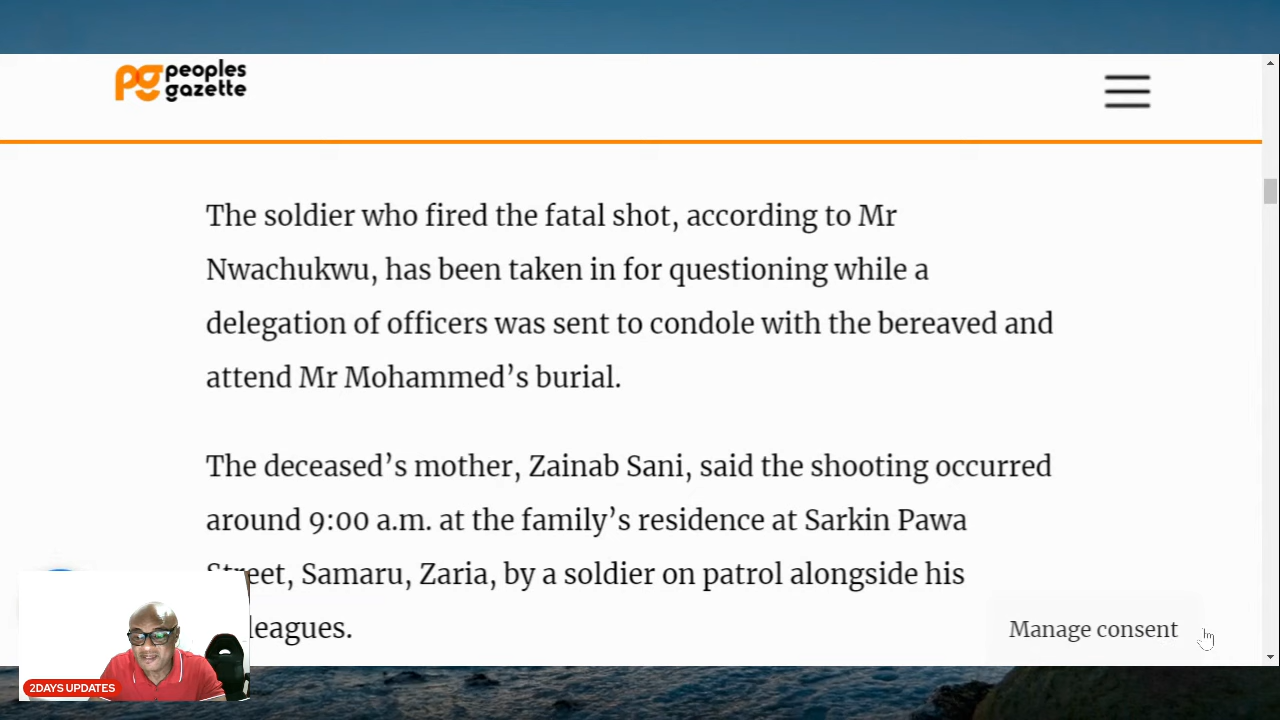 peoples
gazette
The soldier who fired the fatal shot, according to Mr
Nwachukwu, has been taken in for questioning while a
delegation of officers was sent to condole with the bereaved and
attend Mr Mohammed’s burial.
The deceased’s mother, Zainab Sani, said the shooting occurred
around 9:00 a.m. at the family’s residence at Sarkin Pawa
Street, Samaru, Zaria, by a soldier on patrol alongside his
leagues.
Manage consent
2DAYS UPDATES